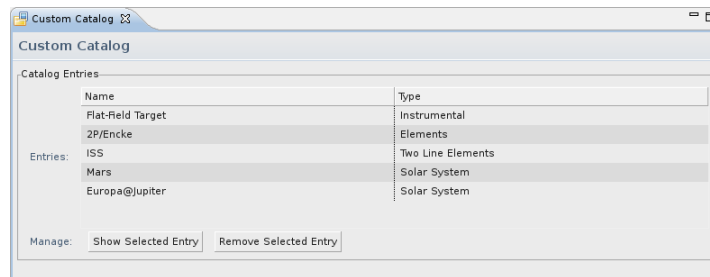 Custom Catalog
Custom Catalog
Catalog Entries
Name Type
Flat-Field Target Instrumental
2P/Encke Elements
Entries: ISS Two Line Elements
Mars Solar System
Europa@Jupiter Solar System
Manage: Show Selected Entry Remove Selected Entry